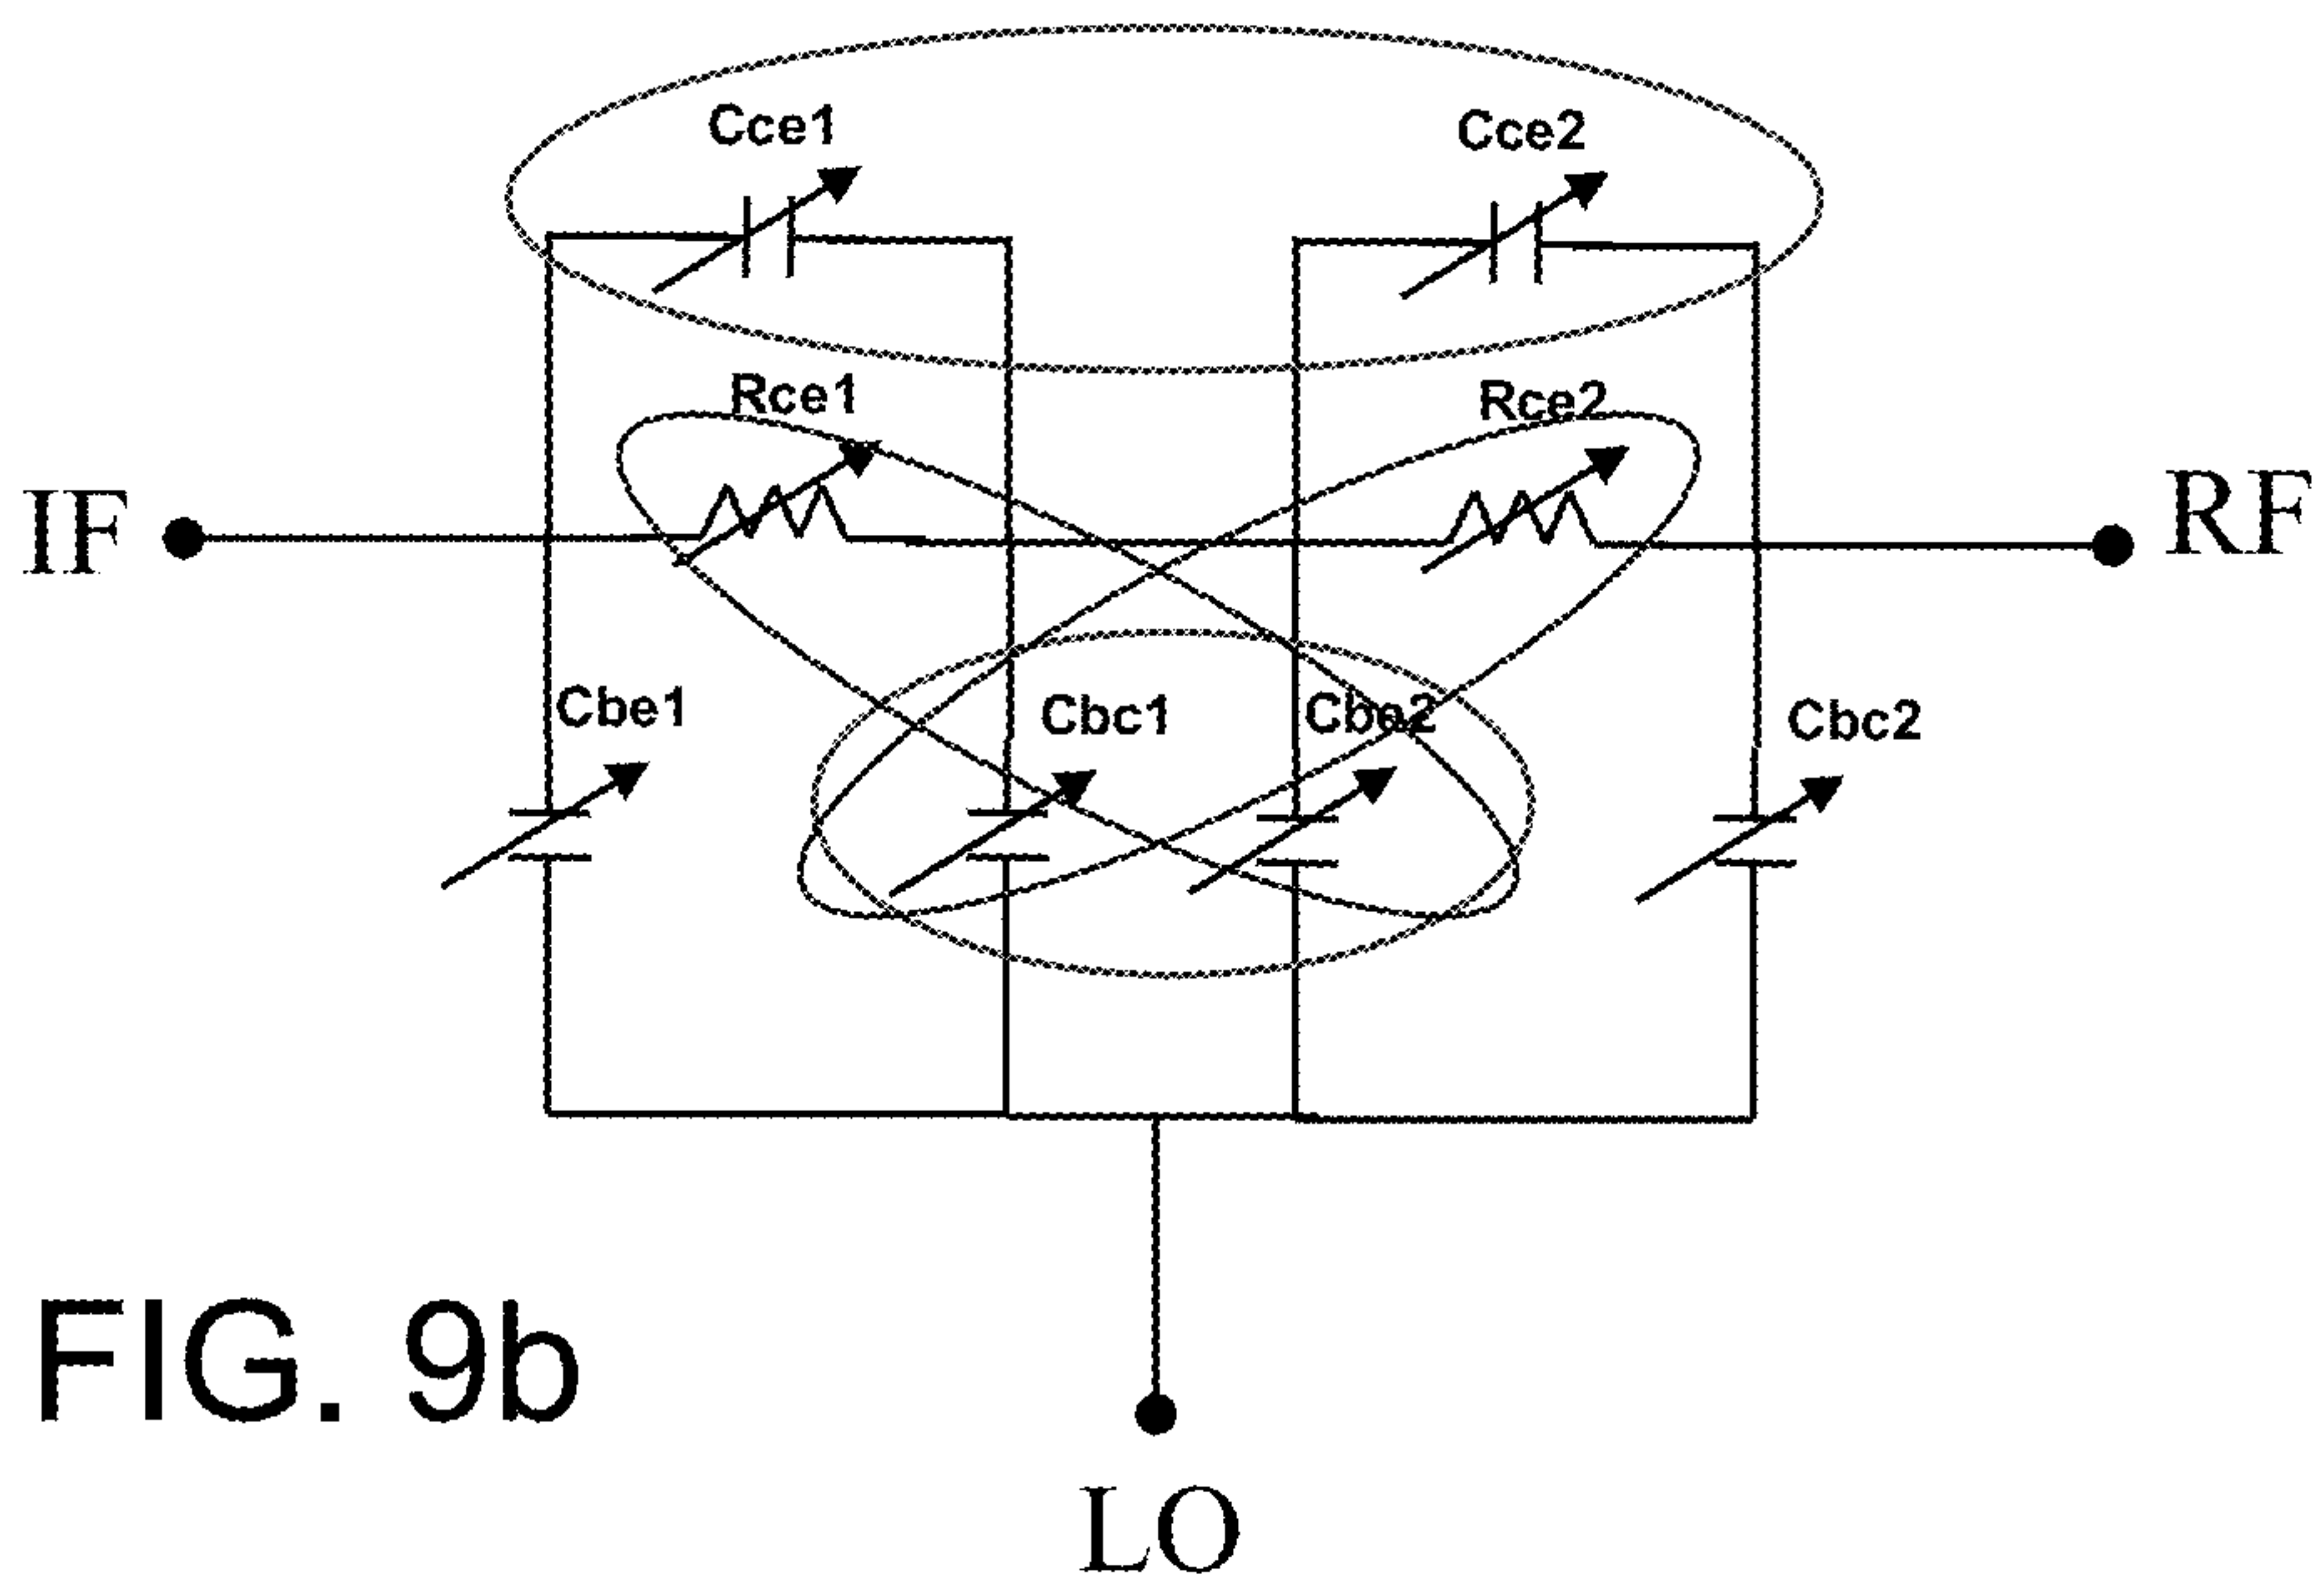 Cce1 Cce2
Rce1 Rce2
IF RF
Cbe1 Cbc1 Cbe2 Cbc2
FIG. 9b
LO